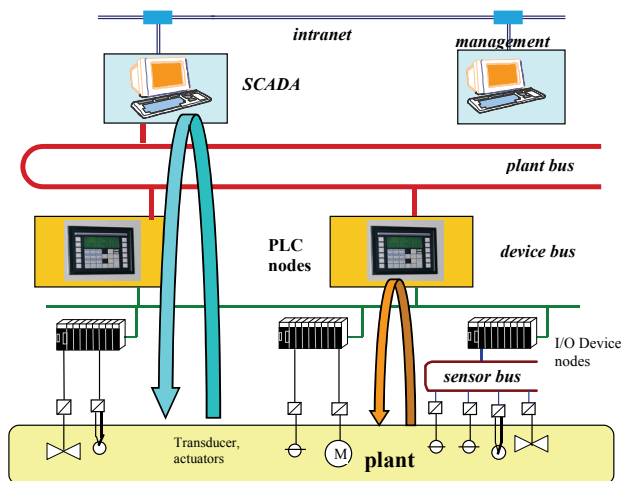 intranet
management
SCADA
plant bus
PLC
nodes
device bus
I/O Device
nodes
sensor bus
Transducer,
actuators
M
plant